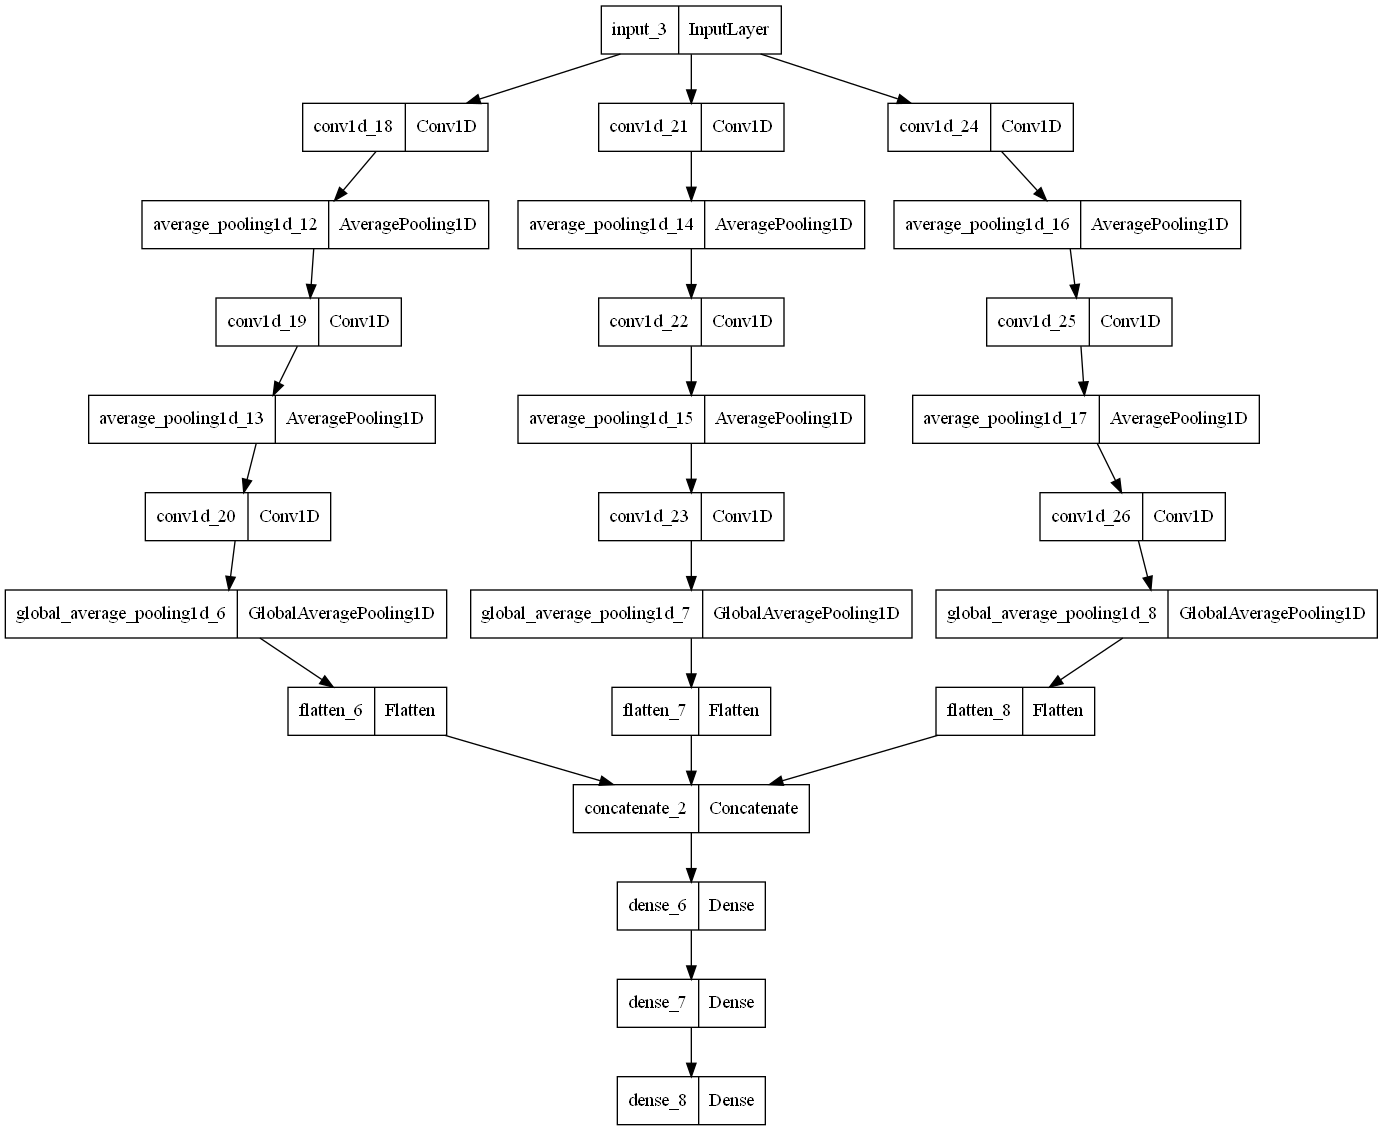 input_3 InputLayer
conv1d_18 Conv1D conv1d_21 Conv1D conv1d_24 Conv1D
average_pooling1d_12 AveragePooling1D average_pooling1d_14 AveragePooling1D average_pooling1d_16 AveragePooling1D
conv1d_19 Conv1D conv1d_22 Conv1D conv1d_25 Conv1D
average_pooling1d_13 AveragePooling1D average_pooling1d_15 AveragePooling1D average_pooling1d_17 AveragePooling1D
conv1d_20 Conv1D conv1d_23 Conv1D conv1d_26 Conv1D
global_average_pooling1d_6 GlobalAveragePooling1D global_average_pooling1d_7 GlobalAveragePooling1D global_average_pooling1d_8 GlobalAveragePooling1D
flatten_6 Flatten flatten_7 Flatten flatten_8 Flatten
concatenate_2 Concatenate
dense_6 Dense
dense_7 Dense
dense_8 Dense